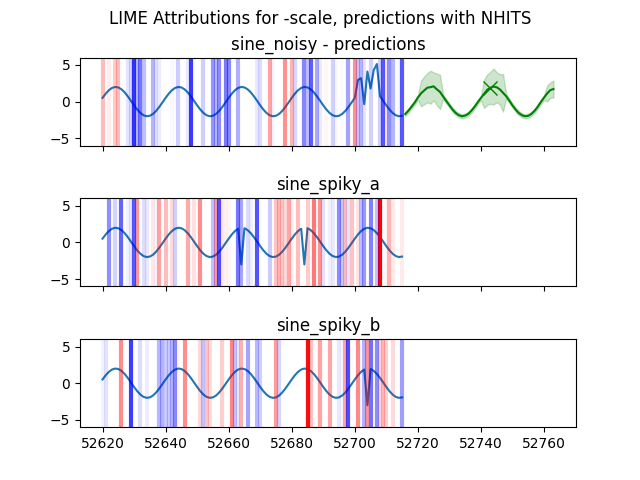 LIME Attributions for -scale, predictions with NHITS
sine_noisy - predictions
5
0
−5
sine_spiky_a
5
0
−5
sine_spiky_b
5
0
−5
52620 52640 52660 52680 52700 52720 52740 52760